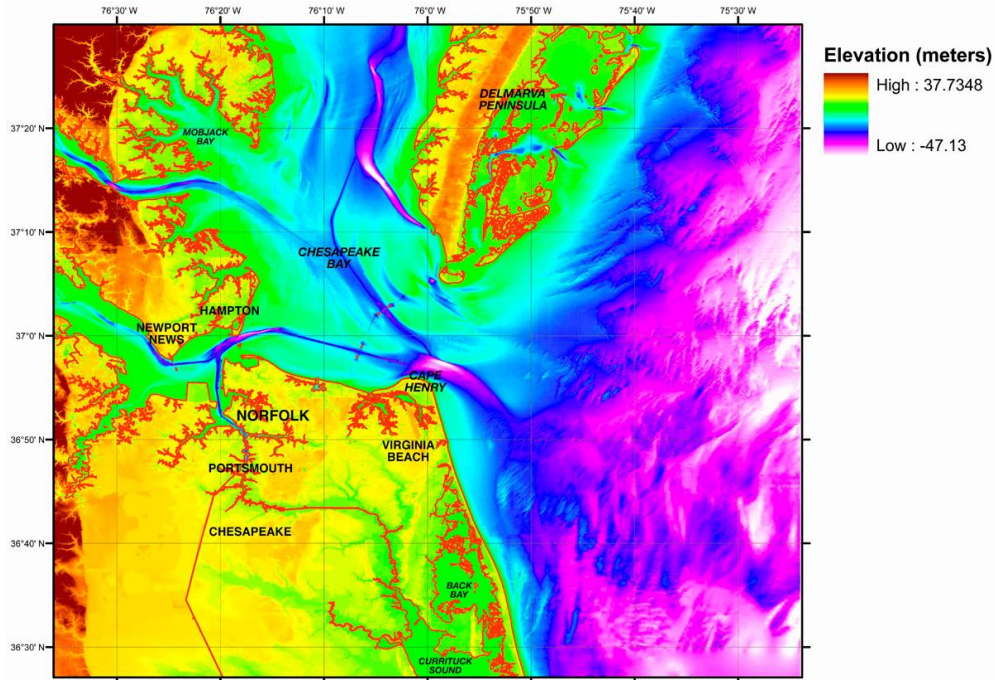 76°30' W 76°20' W 76°10' W 76°0' W 75°50' W 75°40' W 75°30' W
Elevation (meters)
High : 37.7348
Low : -47.13
DELMARVA
PENINSULA
37°20' N
MOBJACK
BAY
37°10' N
CHESAPEAKE
BAY
HAMPTON
37°0' N
NEWPORT
NEWS
CAPE
HENRY
NORFOLK
36°50' N
VIRGINIA
BEACH
PORTSMOUTH
CHESAPEAKE
36°40' N
BACK
BAY
36°30' N
CURRITUCK
SOUND